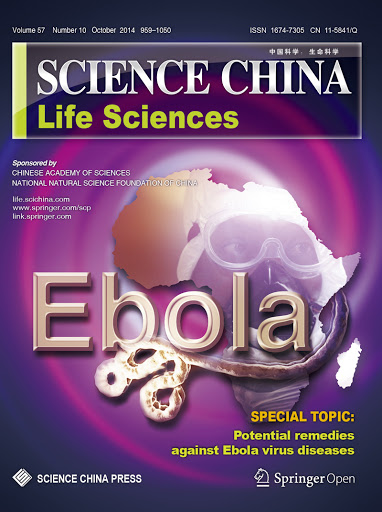 Volume 57 Number 10 October 2014 959–1050 ISSN 1674-7305 CN 11-5841/Q
中国科学：生命科学
SCIENCE CHINA
Life Sciences
Sponsored by
CHINESE ACADEMY OF SCIENCES
NATIONAL NATURAL SCIENCE FOUNDATION OF CHINA
life.scichina.com
www.springer.com/scp
link.springer.com
Ebola
SPECIAL TOPIC:
Potential remedies
against Ebola virus diseases
SCIENCE CHINA PRESS
Springer Open